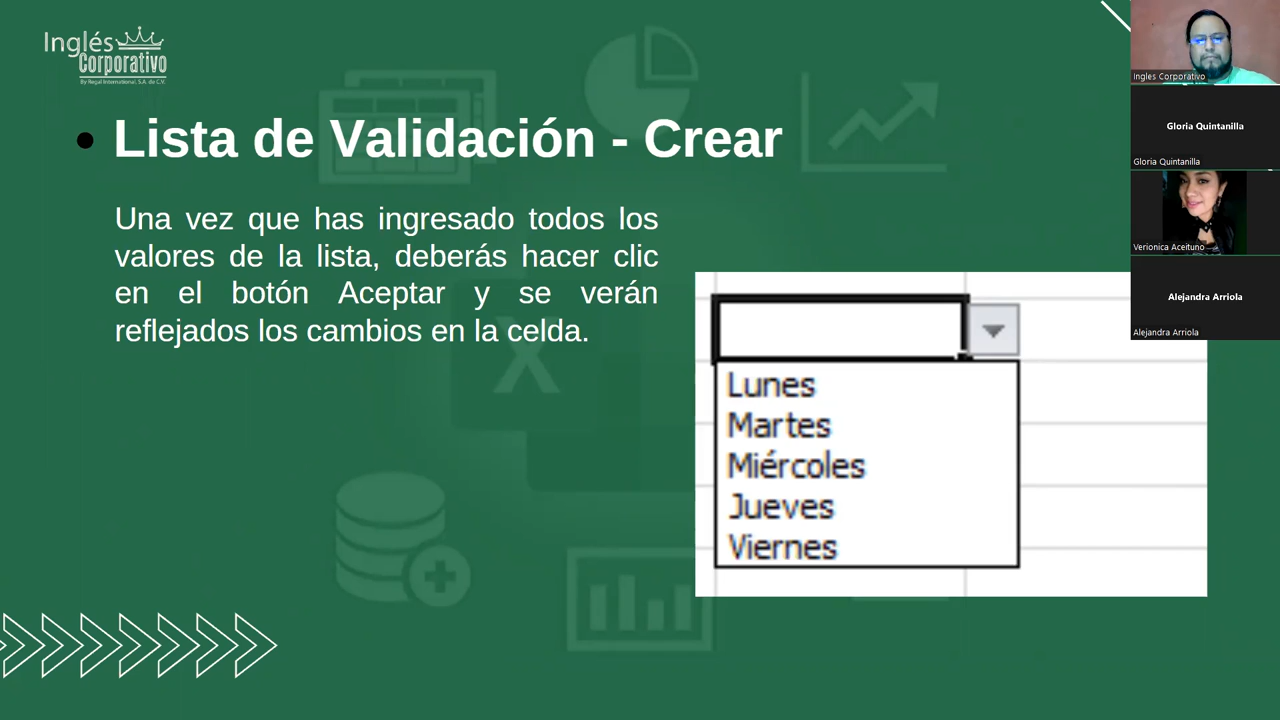 Inglés
Corporativo
By Regal International, S.A. de C.V.
Lista de Validación - Crear
Una vez que has ingresado todos los
valores de la lista, deberás hacer clic
en el botón Aceptar y se verán
reflejados los cambios en la celda.
Lunes
Martes
Miércoles
Jueves
Viernes
Ingles Corporativo
Gloria Quintanilla
Gloria Quintanilla
Verionica Aceituno
Alejandra Arriola
Alejandra Arriola
X